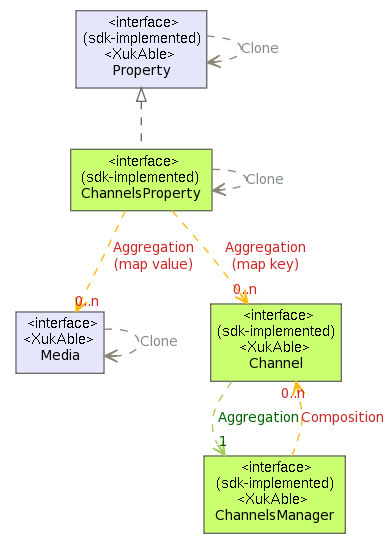 <interface>
(sdk-implemented)
<XukAble>
Property
Clone
<interface>
(sdk-implemented)
ChannelsProperty
Clone
Aggregation
(map value)
Aggregation
(map key)
0..n
0..n
<interface>
<XukAble>
Media
Clone
<interface>
(sdk-implemented)
<XukAble>
Channel
0..n
Aggregation
Composition
1
<interface>
(sdk-implemented)
<XukAble>
ChannelsManager